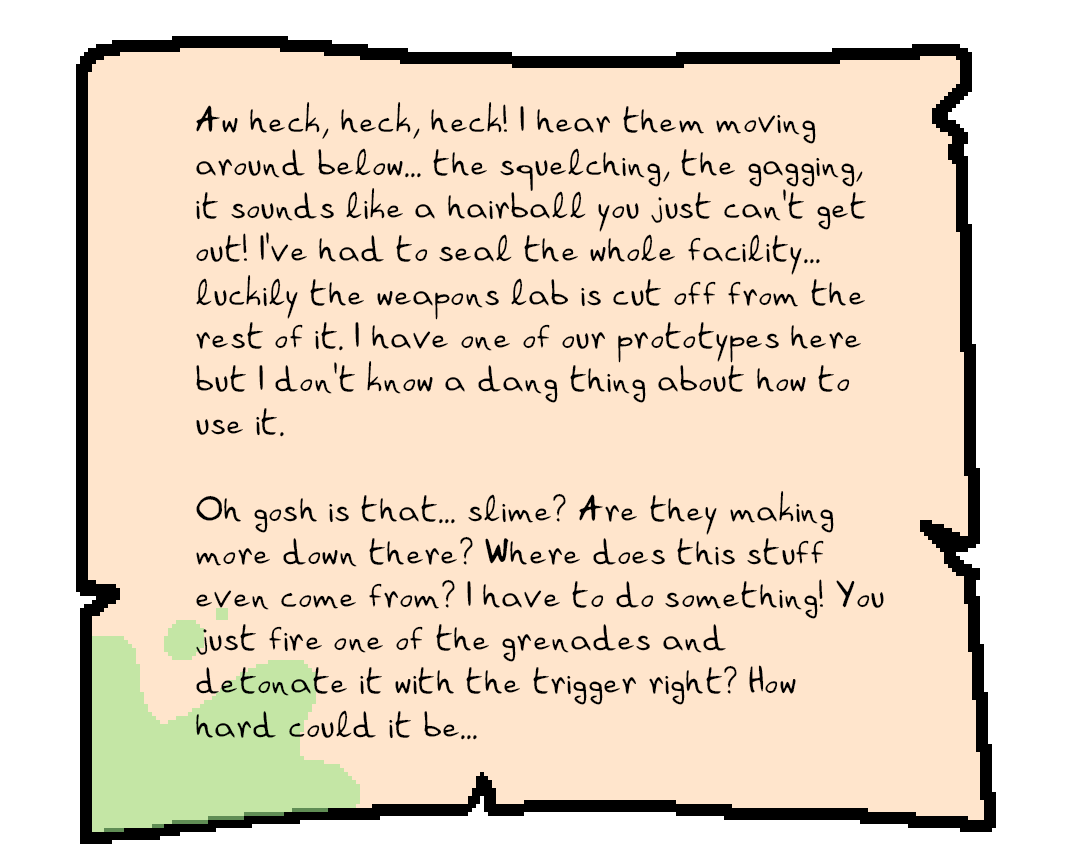 Aw heck, heck, heck! I hear them moving
around below... the squelching, the gagging,
it sounds like a hairball you just can't get
out! I've had to seal the whole facility...
luckily the weapons lab is cut off from the
rest of it. I have one of our prototypes here
but I don't know a dang thing about how to
use it.

Oh gosh is that... slime? Are they making
more down there? Where does this stuff
even come from? I have to do something! You
just fire one of the grenades and
detonate it with the trigger right? How
hard could it be...